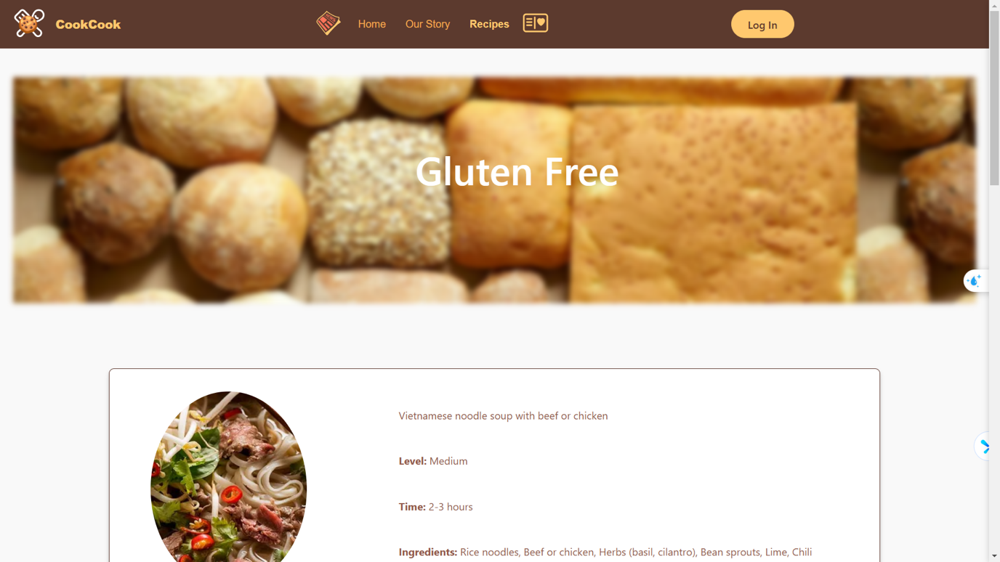 CookCook
Home
Our Story
Recipes
Log In
Gluten Free
Vietnamese noodle soup with beef or chicken
Level: Medium
Time: 2-3 hours
Ingredients: Rice noodles, Beef or chicken, Herbs (basil, cilantro), Bean sprouts, Lime, Chili